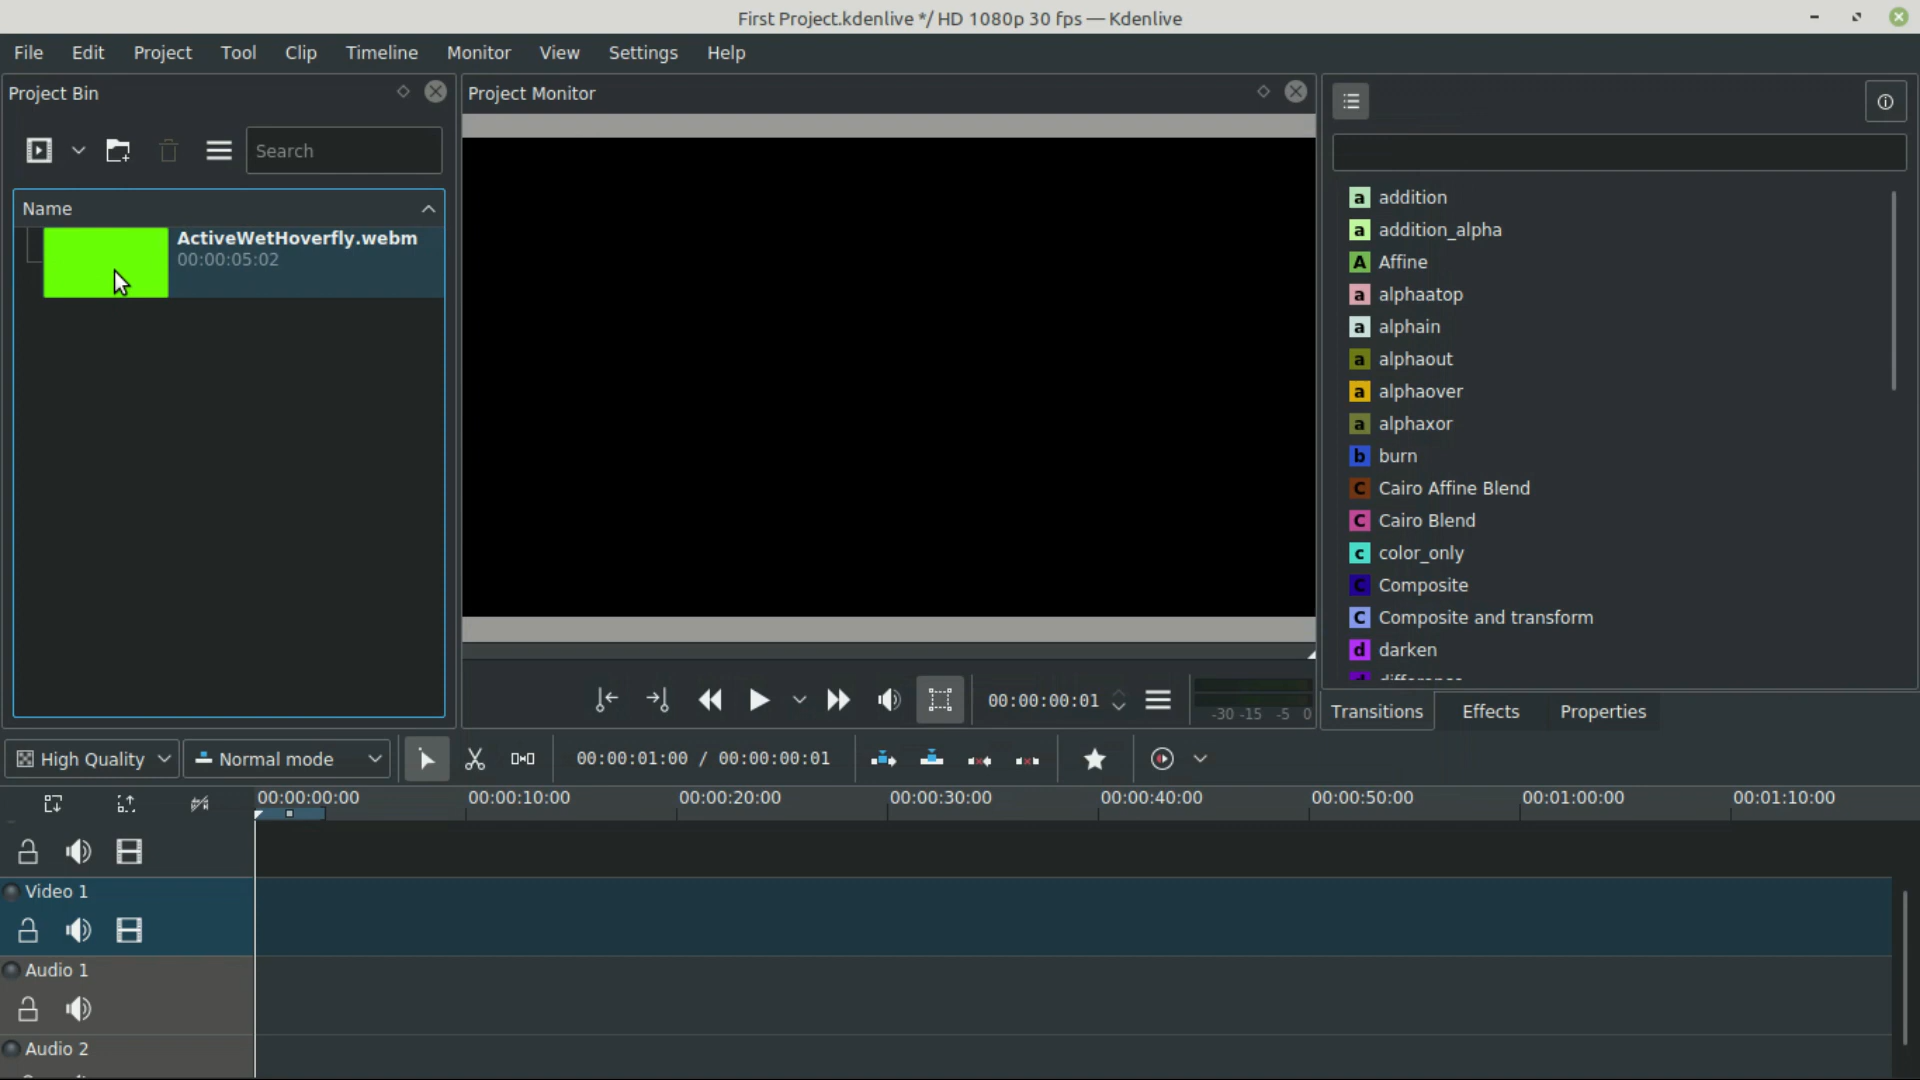 First Project.kdenlive */ HD 1080p 30 fps — Kdenlive
File Edit Project Tool Clip Timeline Monitor View Settings Help
Project Bin
Search
Name
ActiveWetHoverfly.webm
00:00:05:02
Project Monitor
00:00:00:01
-30 -15 -5 0
addition
addition_alpha
Affine
alphaatop
alphain
alphaout
alphaover
alphaxor
burn
Cairo Affine Blend
Cairo Blend
color_only
Composite
Composite and transform
darken
Transitions Effects Properties
High Quality Normal mode 00:00:01:00 / 00:00:00:01
00:00:00:00 00:00:10:00 00:00:20:00 00:00:30:00 00:00:40:00 00:00:50:00 00:01:00:00 00:01:10:00
Video 1
Audio 1
Audio 2